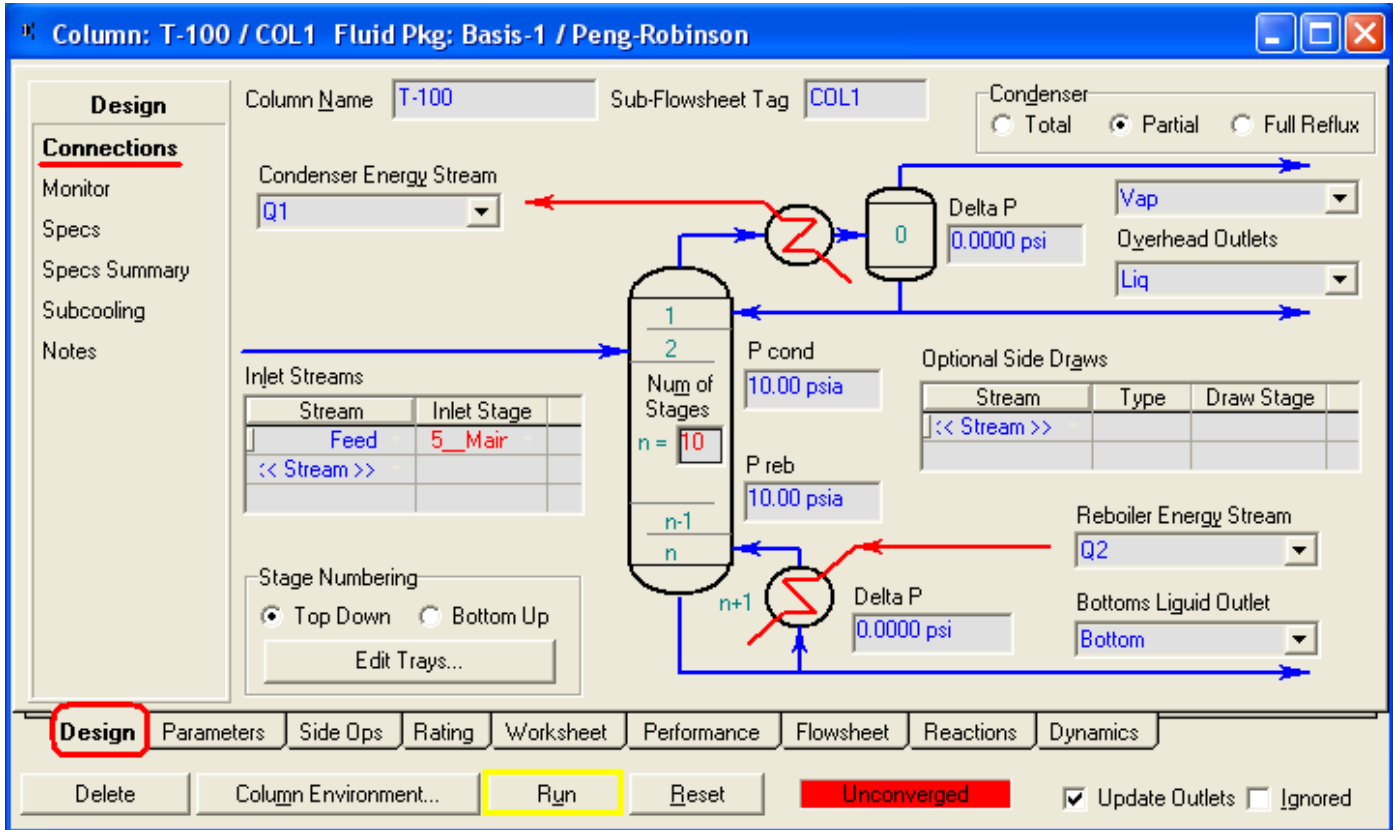 Column: T-100 / COL1 Fluid Pkg: Basis-1 / Peng-Robinson
Design
Connections
Monitor
Specs
Specs Summary
Subcooling
Notes
Column Name T-100
Sub-Flowsheet Tag COL1
Condenser
Total Partial Full Reflux
Condenser Energy Stream
Q1
0
Delta P
0.0000 psi
Vap
Overhead Outlets
Liq
1
2
Num of
Stages
n = 10
n-1
n
n+1
P cond
10.00 psia
P reb
10.00 psia
Inlet Streams
Stream Inlet Stage
Feed 5__Mair
<< Stream >>
Optional Side Draws
Stream Type Draw Stage
<< Stream >>
Stage Numbering
Top Down Bottom Up
Edit Trays...
Delta P
0.0000 psi
Reboiler Energy Stream
Q2
Bottoms Liquid Outlet
Bottom
Design Parameters Side Ops Rating Worksheet Performance Flowsheet Reactions Dynamics
Delete Column Environment... Run Reset Unconverged Update Outlets Ignored